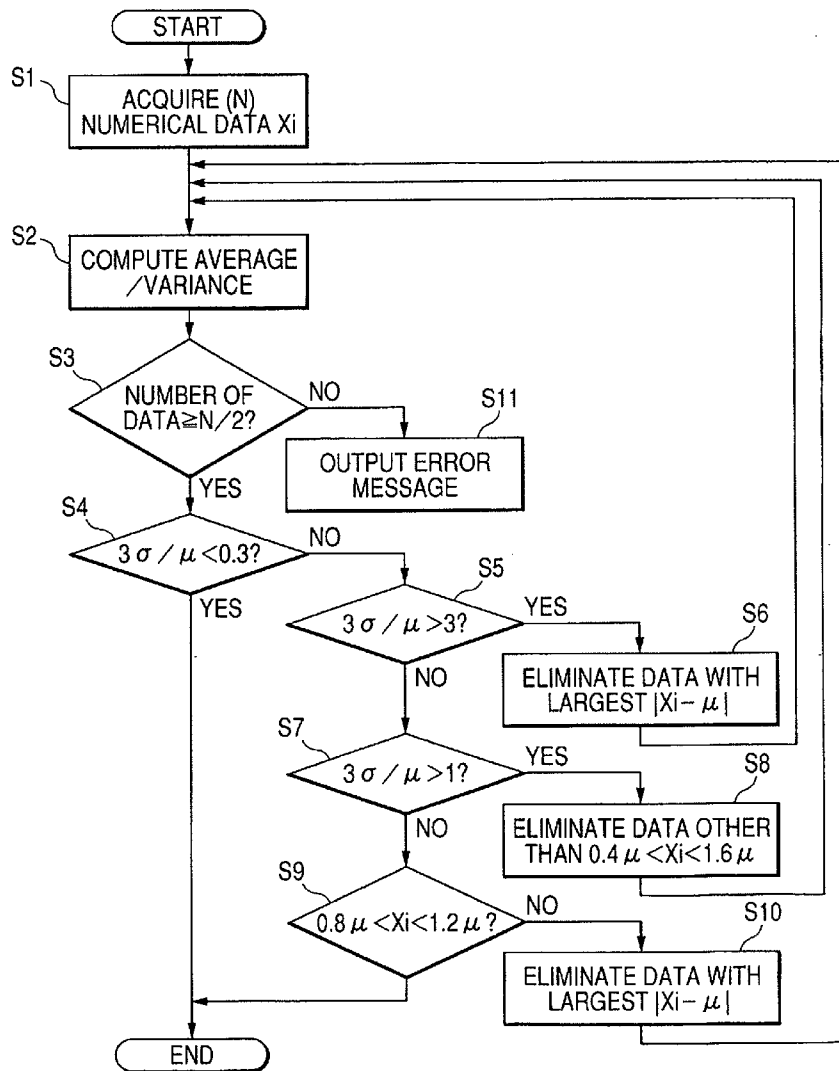 START
S1
ACQUIRE (N)
NUMERICAL DATA Xi
S2
COMPUTE AVERAGE
/VARIANCE
S3
NUMBER OF
DATA≧N/2?
NO
YES
S11
OUTPUT ERROR
MESSAGE
S4
3σ/μ<0.3?
NO
YES
S5
3σ/μ>3?
YES
NO
S6
ELIMINATE DATA WITH
LARGEST |Xi-μ|
S7
3σ/μ>1?
YES
NO
S8
ELIMINATE DATA OTHER
THAN 0.4μ<Xi<1.6μ
S9
0.8μ<Xi<1.2μ?
NO
S10
ELIMINATE DATA WITH
LARGEST |Xi-μ|
END